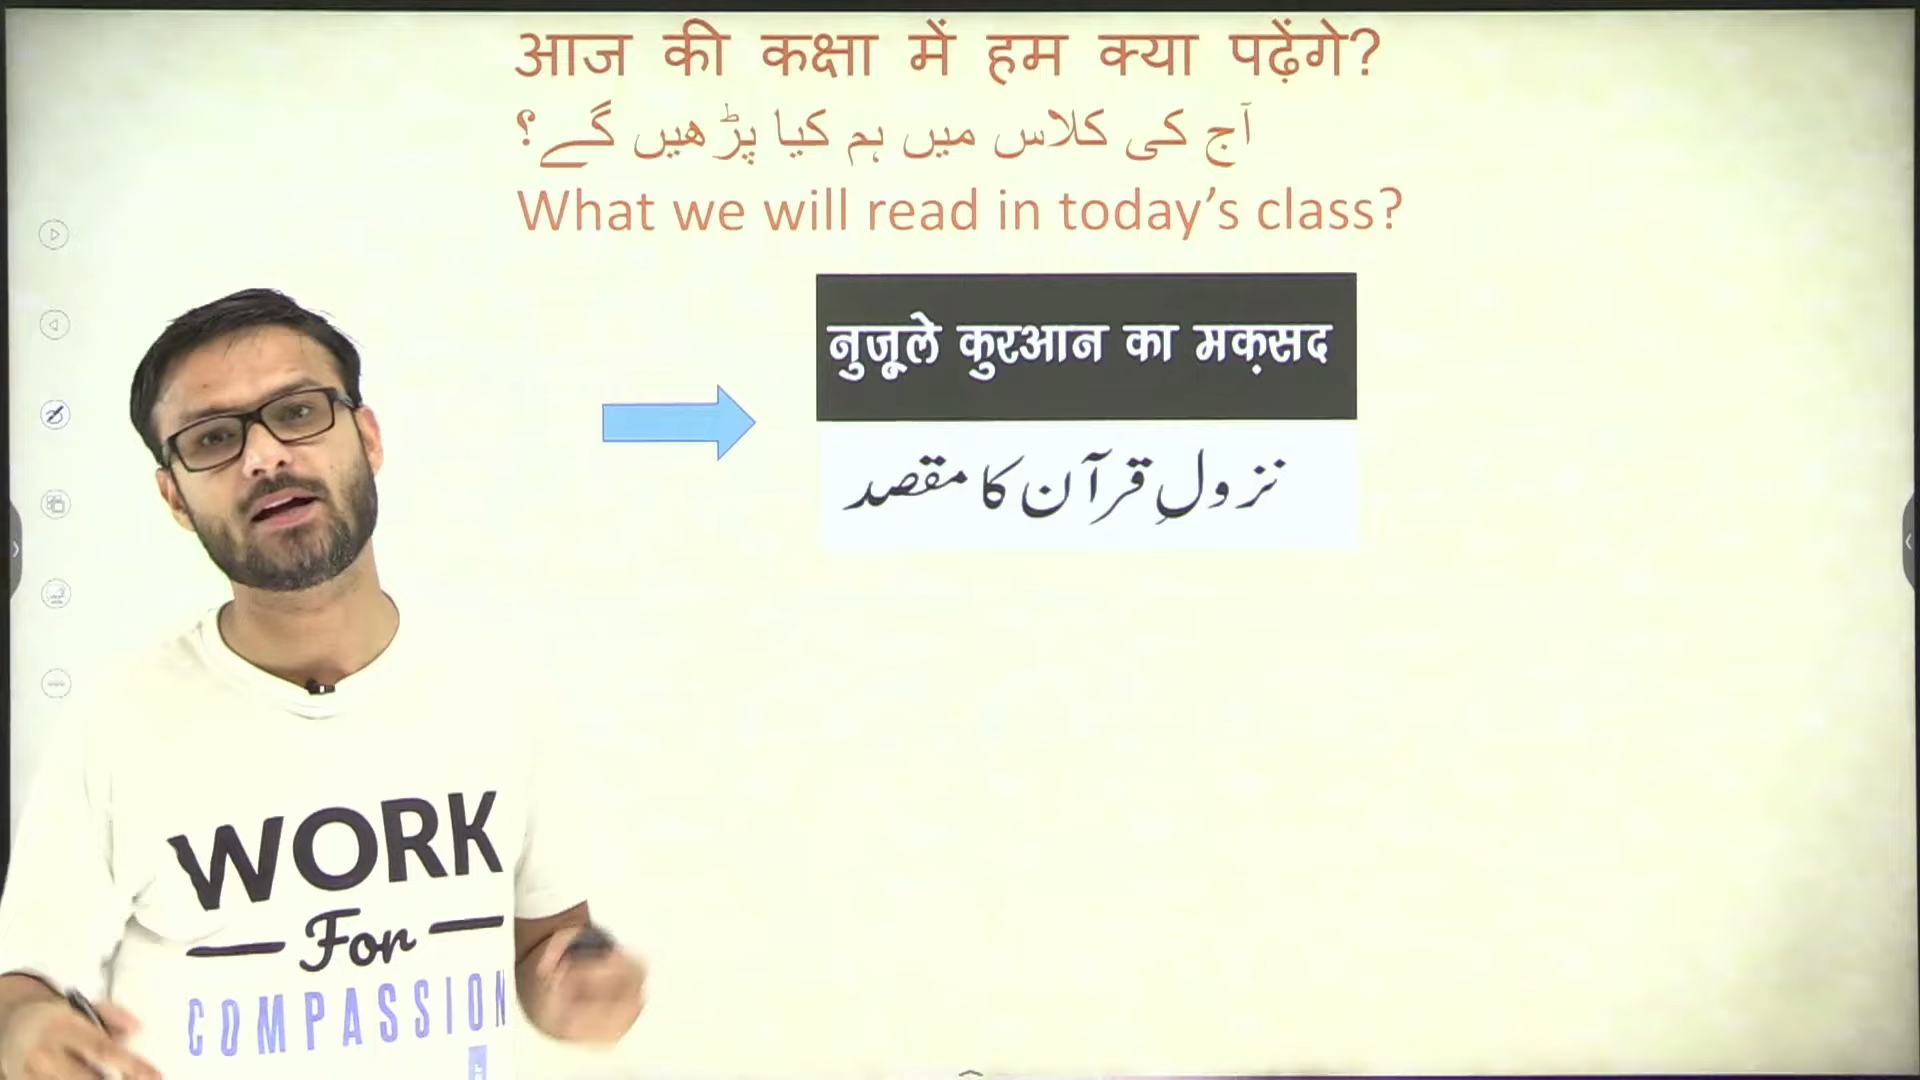 आज की कक्षा में हम क्या पढ़ेंगे?
آج کی کلاس میں ہم کیا پڑھیں گے؟
What we will read in today's class?
नुज़ूले क़ुरआन का मक़सद
نزولِ قرآن کا مقصد
WORK
For
COMPASSION